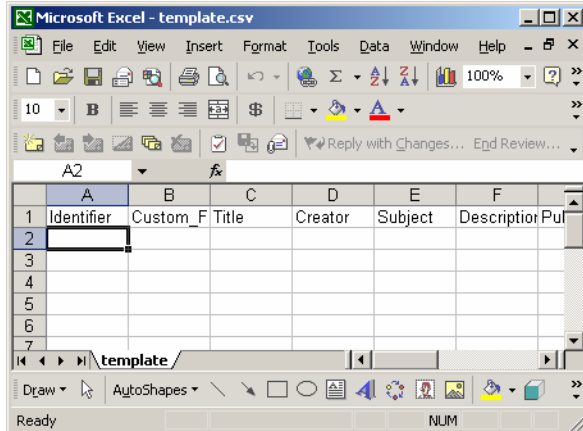 Microsoft Excel - template.csv
File Edit View Insert Format Tools Data Window Help
100%
10 B $ A
Reply with Changes... End Review...
A2 fx
A B C D E F
1 Identifier Custom_F Title Creator Subject Description Pul
2
3
4
5
6
7
template
Draw AutoShapes
Ready NUM